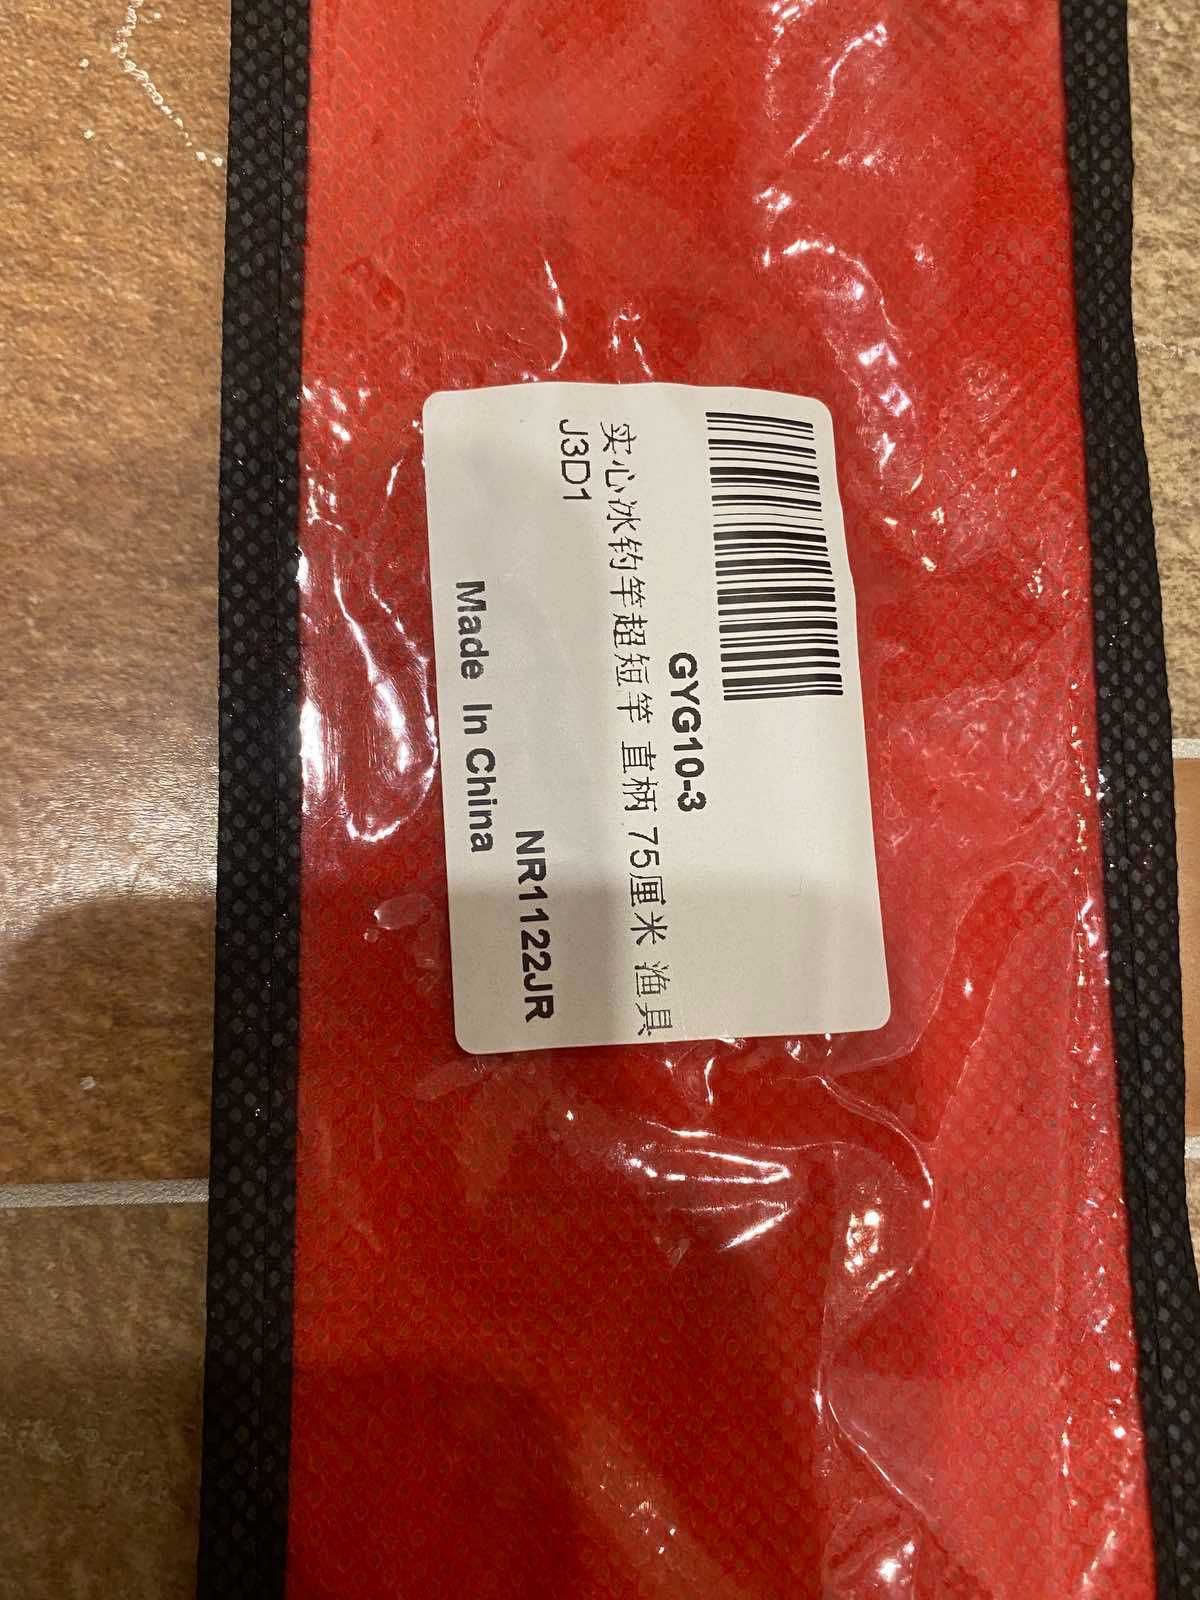 GYG10-3
实心冰钓竿超短竿 直柄 75厘米 渔具
J3D1
NR1122JR
Made In China